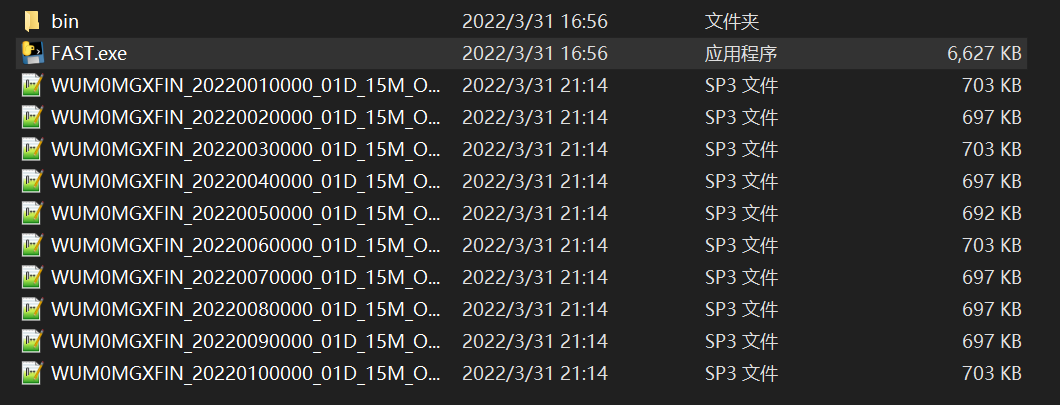 bin 2022/3/31 16:56 文件夹
FAST.exe 2022/3/31 16:56 应用程序 6,627 KB
WUM0MGXFIN_20220010000_01D_15M_O... 2022/3/31 21:14 SP3 文件 703 KB
WUM0MGXFIN_20220020000_01D_15M_O... 2022/3/31 21:14 SP3 文件 697 KB
WUM0MGXFIN_20220030000_01D_15M_O... 2022/3/31 21:14 SP3 文件 703 KB
WUM0MGXFIN_20220040000_01D_15M_O... 2022/3/31 21:14 SP3 文件 697 KB
WUM0MGXFIN_20220050000_01D_15M_O... 2022/3/31 21:14 SP3 文件 692 KB
WUM0MGXFIN_20220060000_01D_15M_O... 2022/3/31 21:14 SP3 文件 703 KB
WUM0MGXFIN_20220070000_01D_15M_O... 2022/3/31 21:14 SP3 文件 697 KB
WUM0MGXFIN_20220080000_01D_15M_O... 2022/3/31 21:14 SP3 文件 697 KB
WUM0MGXFIN_20220090000_01D_15M_O... 2022/3/31 21:14 SP3 文件 697 KB
WUM0MGXFIN_20220100000_01D_15M_O... 2022/3/31 21:14 SP3 文件 703 KB